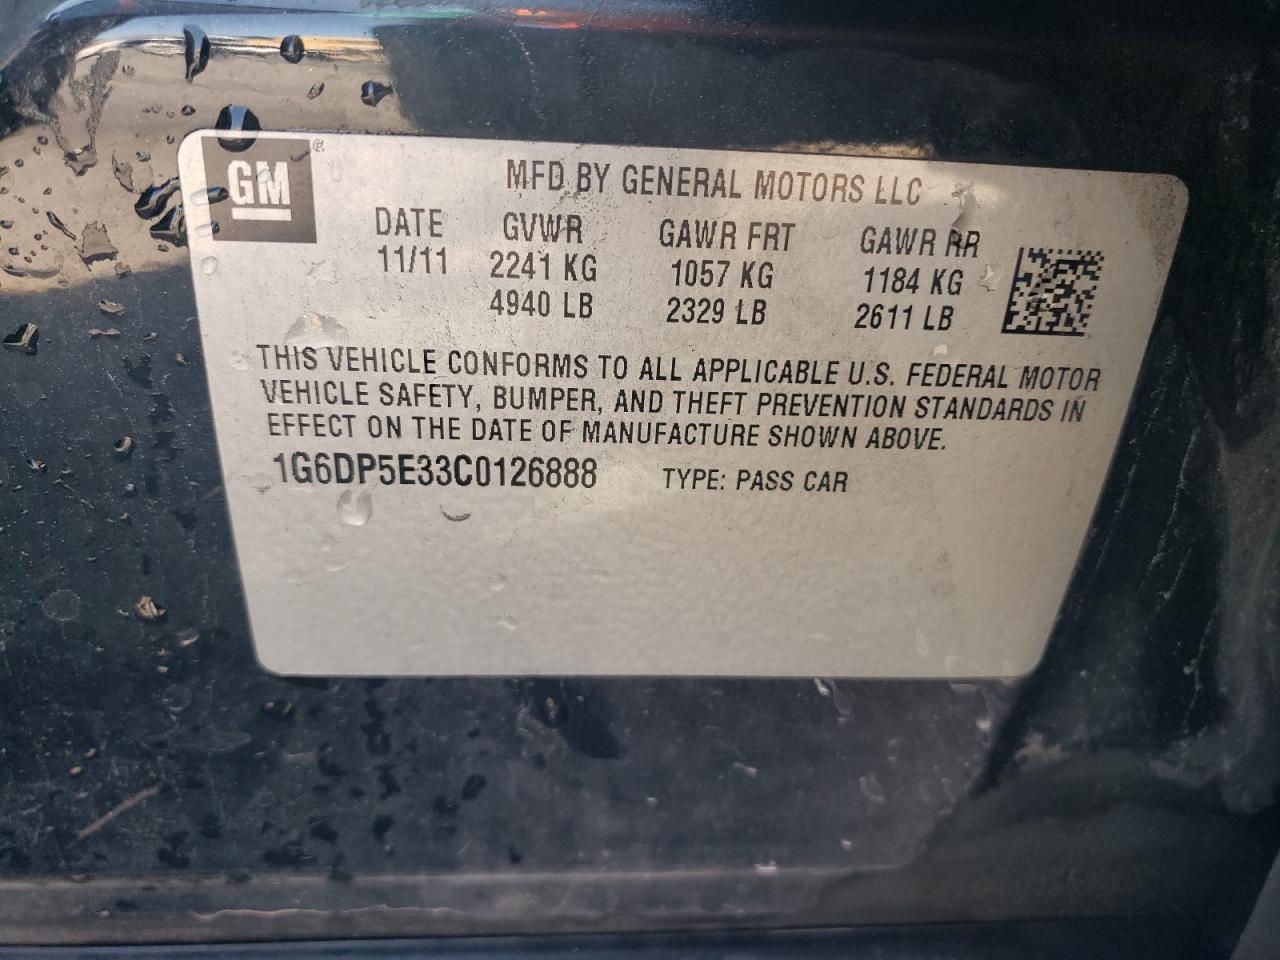 GM®
MFD BY GENERAL MOTORS LLC
DATE GVWR GAWR FRT GAWR RR
11/11 2241 KG 1057 KG 1184 KG
4940 LB 2329 LB 2611 LB
THIS VEHICLE CONFORMS TO ALL APPLICABLE U.S. FEDERAL MOTOR
VEHICLE SAFETY, BUMPER, AND THEFT PREVENTION STANDARDS IN
EFFECT ON THE DATE OF MANUFACTURE SHOWN ABOVE.
1G6DP5E33C0126888 TYPE: PASS CAR